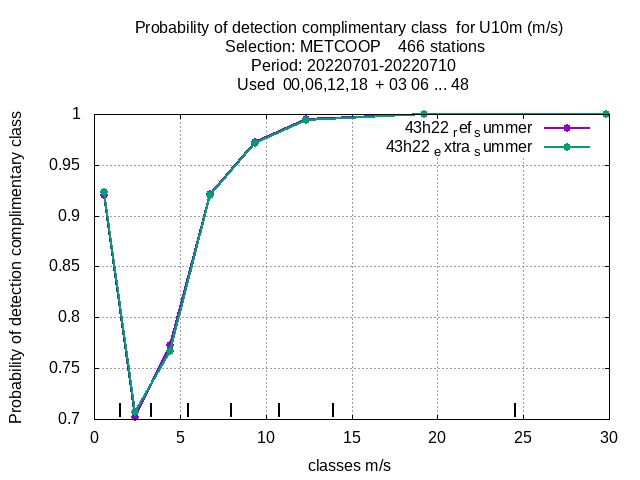 Probability of detection complimentary class for U10m (m/s)
Selection: METCOOP 466 stations
Period: 20220701-20220710
Used 00,06,12,18 + 03 06 ... 48
Probability of detection complimentary class
1
0.95
0.9
0.85
0.8
0.75
0.7
43h22 ref summer
43h22 extra summer
0 5 10 15 20 25 30
classes m/s